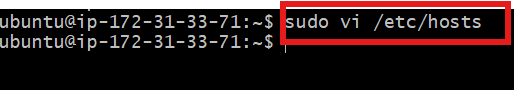 ubuntu@ip-172-31-33-71:~$ sudo vi /etc/hosts
ubuntu@ip-172-31-33-71:~$